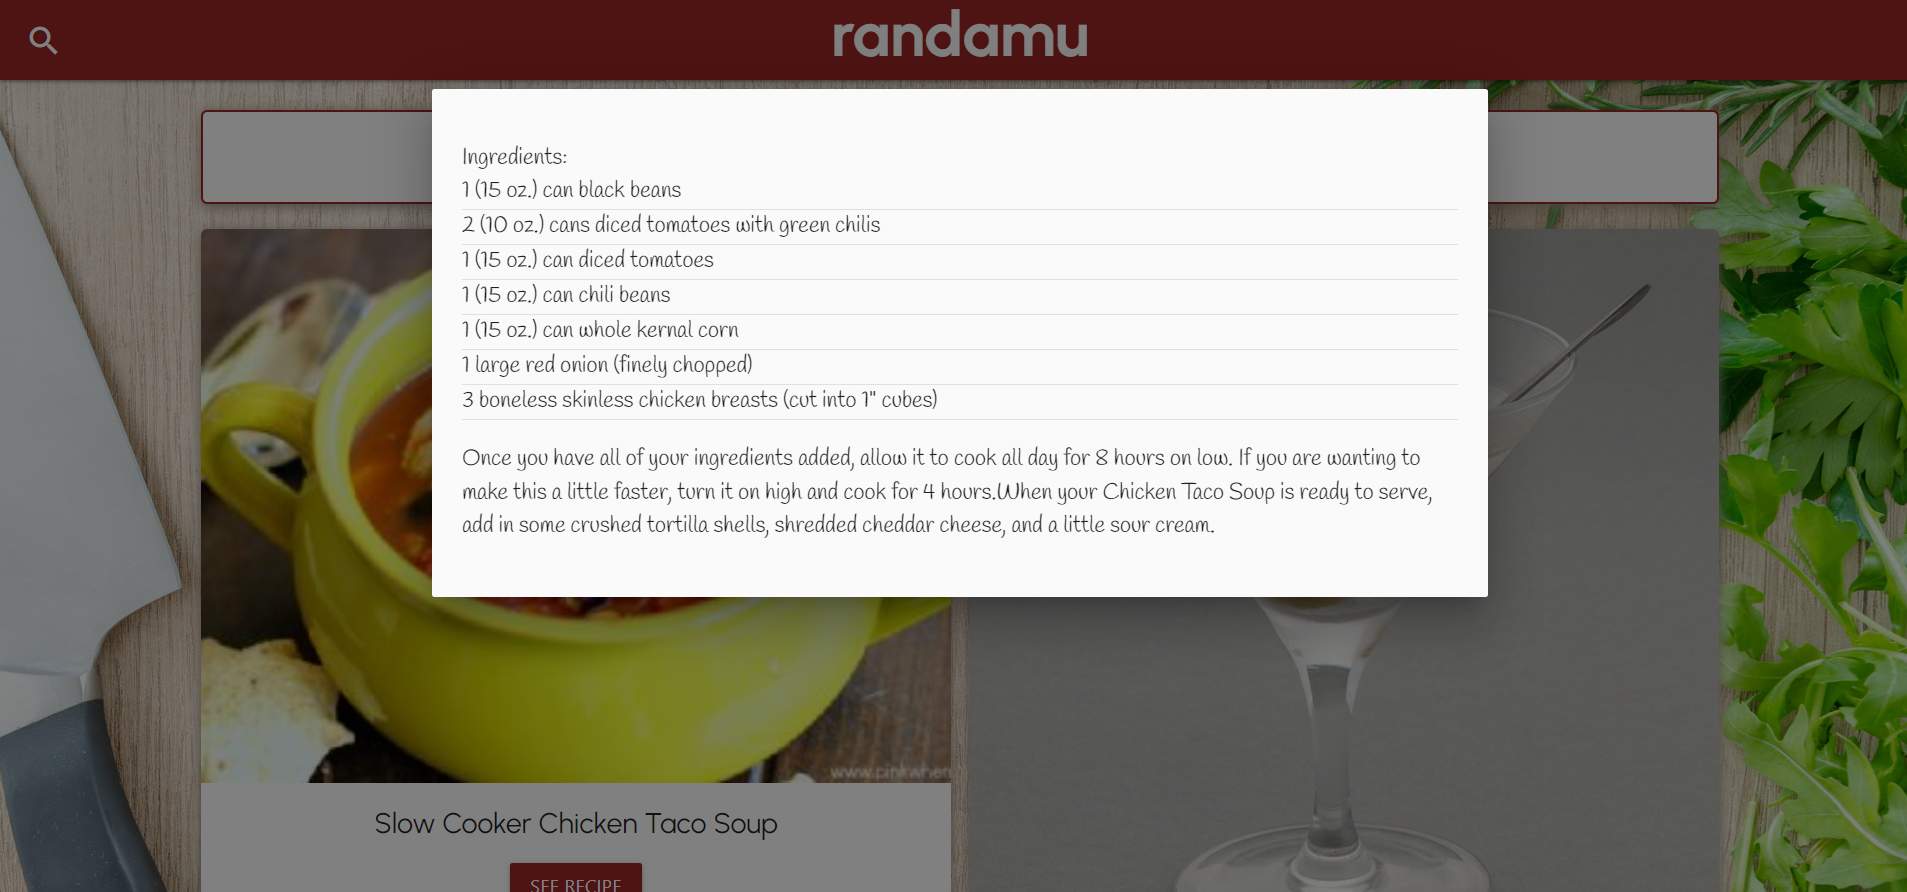 randamu
Ingredients:
1 (15 oz.) can black beans
2 (10 oz.) cans diced tomatoes with green chilis
1 (15 oz.) can diced tomatoes
1 (15 oz.) can chili beans
1 (15 oz.) can whole kernal corn
1 large red onion (finely chopped)
3 boneless skinless chicken breasts (cut into 1" cubes)
Once you have all of your ingredients added, allow it to cook all day for 8 hours on low. If you are wanting to
make this a little faster, turn it on high and cook for 4 hours.When your Chicken Taco Soup is ready to serve,
add in some crushed tortilla shells, shredded cheddar cheese, and a little sour cream.
www.pinkwhen
Slow Cooker Chicken Taco Soup
SEE RECIPE